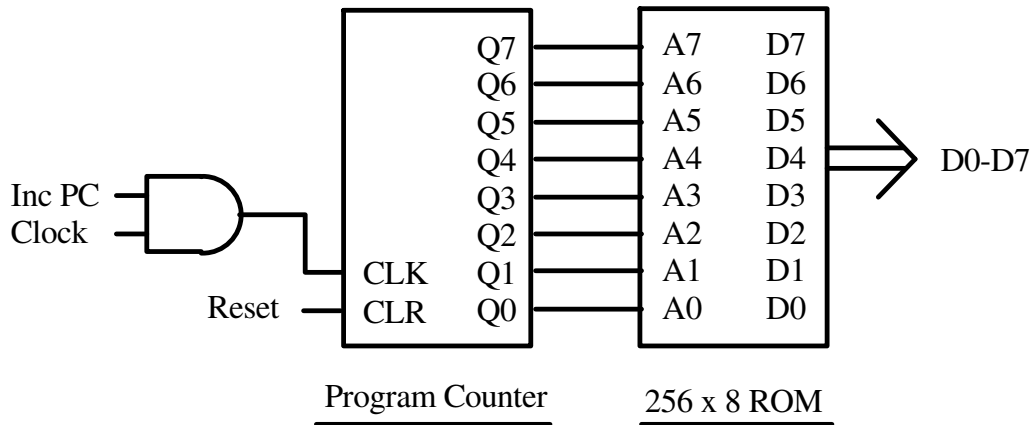 Q7 A7 D7
Q6 A6 D6
Q5 A5 D5
Q4 A4 D4 D0-D7
Inc PC Q3 A3 D3
Clock Q2 A2 D2
CLK Q1 A1 D1
Reset CLR Q0 A0 D0
Program Counter 256 x 8 ROM